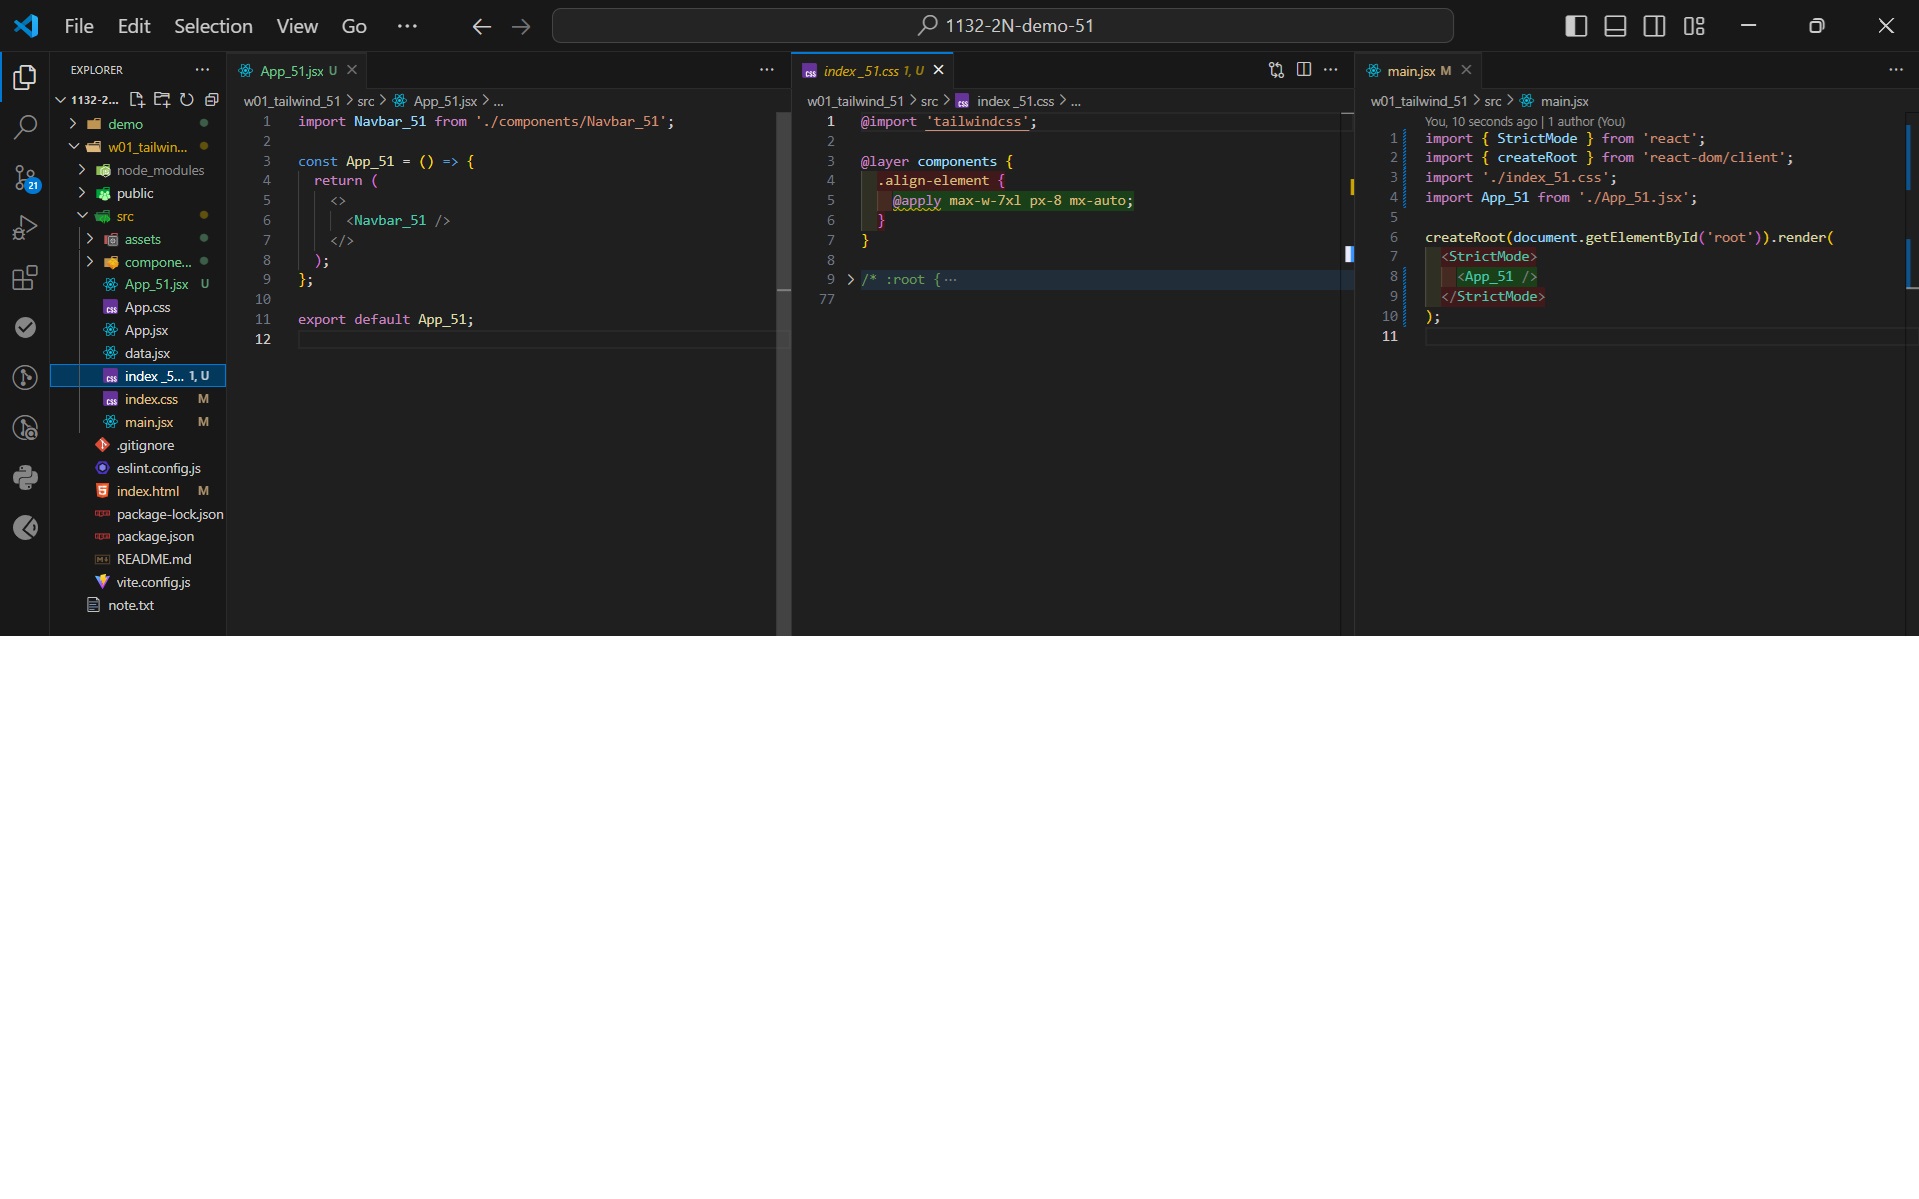 File Edit Selection View Go ··· 1132-2N-demo-51
EXPLORER ···
1132-2...
demo
w01_tailwin...
node_modules
public
src
assets
compone...
App_51.jsx U
App.css
App.jsx
data.jsx
index _5... 1, U
index.css M
main.jsx M
.gitignore
eslint.config.js
index.html M
package-lock.json
package.json
README.md
vite.config.js
note.txt
21
App_51.jsx U
w01_tailwind_51 > src > App_51.jsx > ...
1 import Navbar_51 from './components/Navbar_51';
2
3 const App_51 = () => {
4 return (
5 <>
6 <Navbar_51 />
7 </>
8 );
9 };
10
11 export default App_51;
12
index _51.css 1, U
w01_tailwind_51 > src > index _51.css > ...
1 @import 'tailwindcss';
2
3 @layer components {
4 .align-element {
5 @apply max-w-7xl px-8 mx-auto;
6 }
7 }
8
9 /* :root { ···
77
main.jsx M
w01_tailwind_51 > src > main.jsx
You, 10 seconds ago | 1 author (You)
1 import { StrictMode } from 'react';
2 import { createRoot } from 'react-dom/client';
3 import './index_51.css';
4 import App_51 from './App_51.jsx';
5
6 createRoot(document.getElementById('root')).render(
7 <StrictMode>
8 <App_51 />
9 </StrictMode>
10 );
11